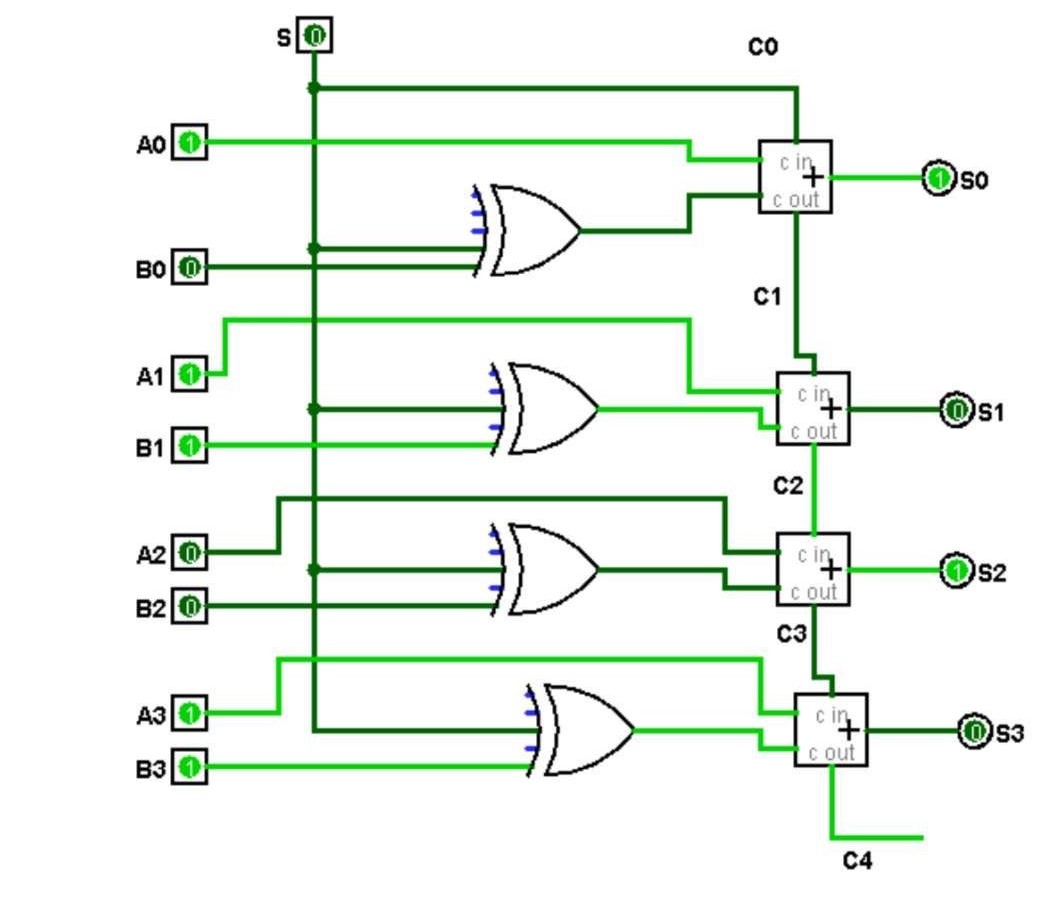 S 0
C0
A0 1
c in
+
c out
1 S0
B0 0
C1
A1 1
c in
+
c out
0 S1
B1 1
C2
A2 0
c in
+
c out
1 S2
B2 0
C3
A3 1
c in
+
c out
0 S3
B3 1
C4